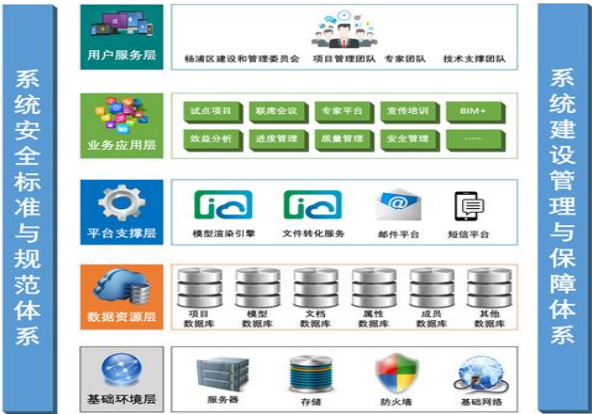 系统安全标准与规范体系
用户服务层
杨浦区建设和管理委员会 项目管理团队 专家团队 技术支撑团队
业务应用层
试点项目 联席会议 专家平台 宣传培训 BIM+
效益分析 进度管理 质量管理 安全管理 ......
平台支撑层
模型渲染引擎 文件转化服务 邮件平台 短信平台
数据资源层
项目 模型 文档 属性 成员 其他
数据库 数据库 数据库 数据库 数据库 数据库
基础环境层
服务器 存储 防火墙 基础网络
系统建设管理与保障体系